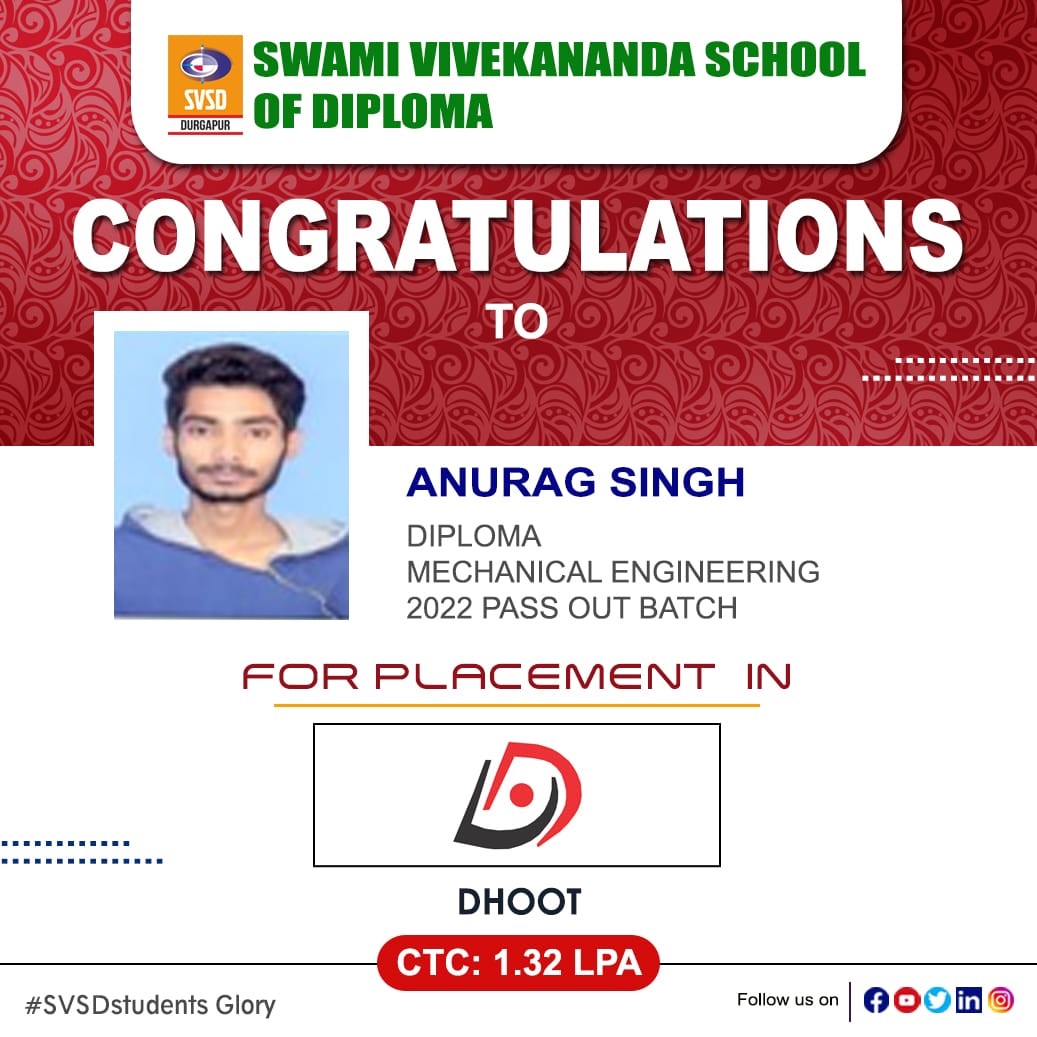 SVSD
DURGAPUR
SWAMI VIVEKANANDA SCHOOL
OF DIPLOMA
CONGRATULATIONS
TO
ANURAG SINGH
DIPLOMA
MECHANICAL ENGINEERING
2022 PASS OUT BATCH
FOR PLACEMENT IN
DHOOT
CTC: 1.32 LPA
#SVSDstudents Glory
Follow us on